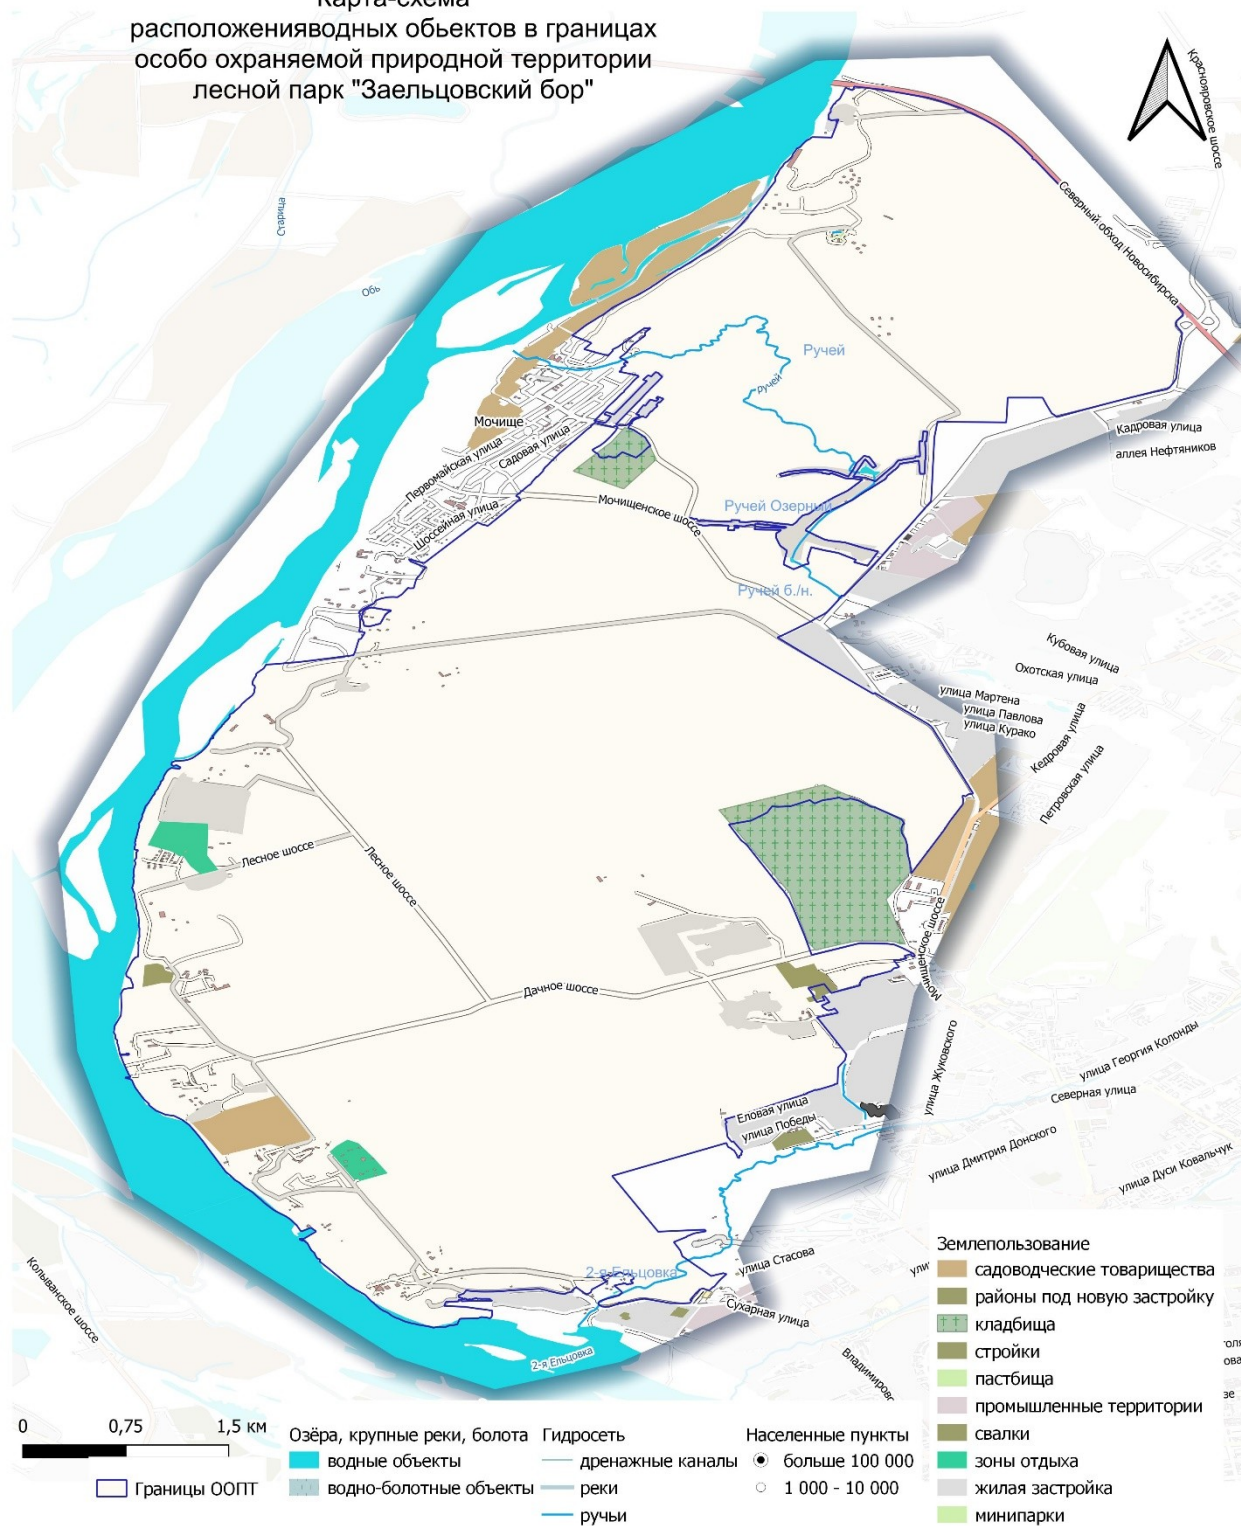 Карта-схема
расположенияводных обьектов в границах
особо охраняемой природной территории
лесной парк "Заельцовский бор"
Краснояровское шоссе
Северный обход Новосибирска
Старица
Обь
Ручей
Ручей
Мочище
Садовая улица
Первомайская улица
Шоссейная улица
Мочищенское шоссе
Кадровая улица
аллея Нефтяников
Ручей Озерный
Ручей б./н.
Кубовая улица
Охотская улица
улица Мартена
улица Павлова
улица Курако
Кедровая улица
Петровская улица
Лесное шоссе
Лесное шоссе
Дачное шоссе
Мочищенское шоссе
улица Жуковского
улица Георгия Колонды
Северная улица
Еловая улица
улица Победы
улица Дмитрия Донского
улица Дуси Ковальчук
улица Стасова
2-я Ельцовка
Сухарная улица
2-я Ельцовка
Колыванское шоссе
Владимировс
Землепользование
садоводческие товарищества
районы под новую застройку
кладбища
стройки
пастбища
промышленные территории
свалки
зоны отдыха
жилая застройка
минипарки
0 0,75 1,5 км
Границы ООПТ
Озёра, крупные реки, болота
водные объекты
водно-болотные объекты
Гидросеть
дренажные каналы
реки
ручьи
Населенные пункты
больше 100 000
1 000 - 10 000